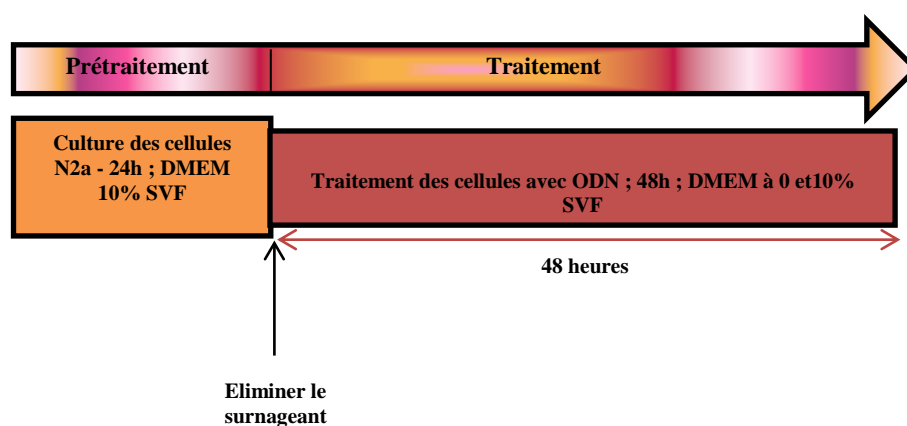 Prétraitement
Traitement
Culture des cellules
N2a - 24h ; DMEM
10% SVF
Traitement des cellules avec ODN ; 48h ; DMEM à 0 et10%
SVF
48 heures
Eliminer le
surnageant